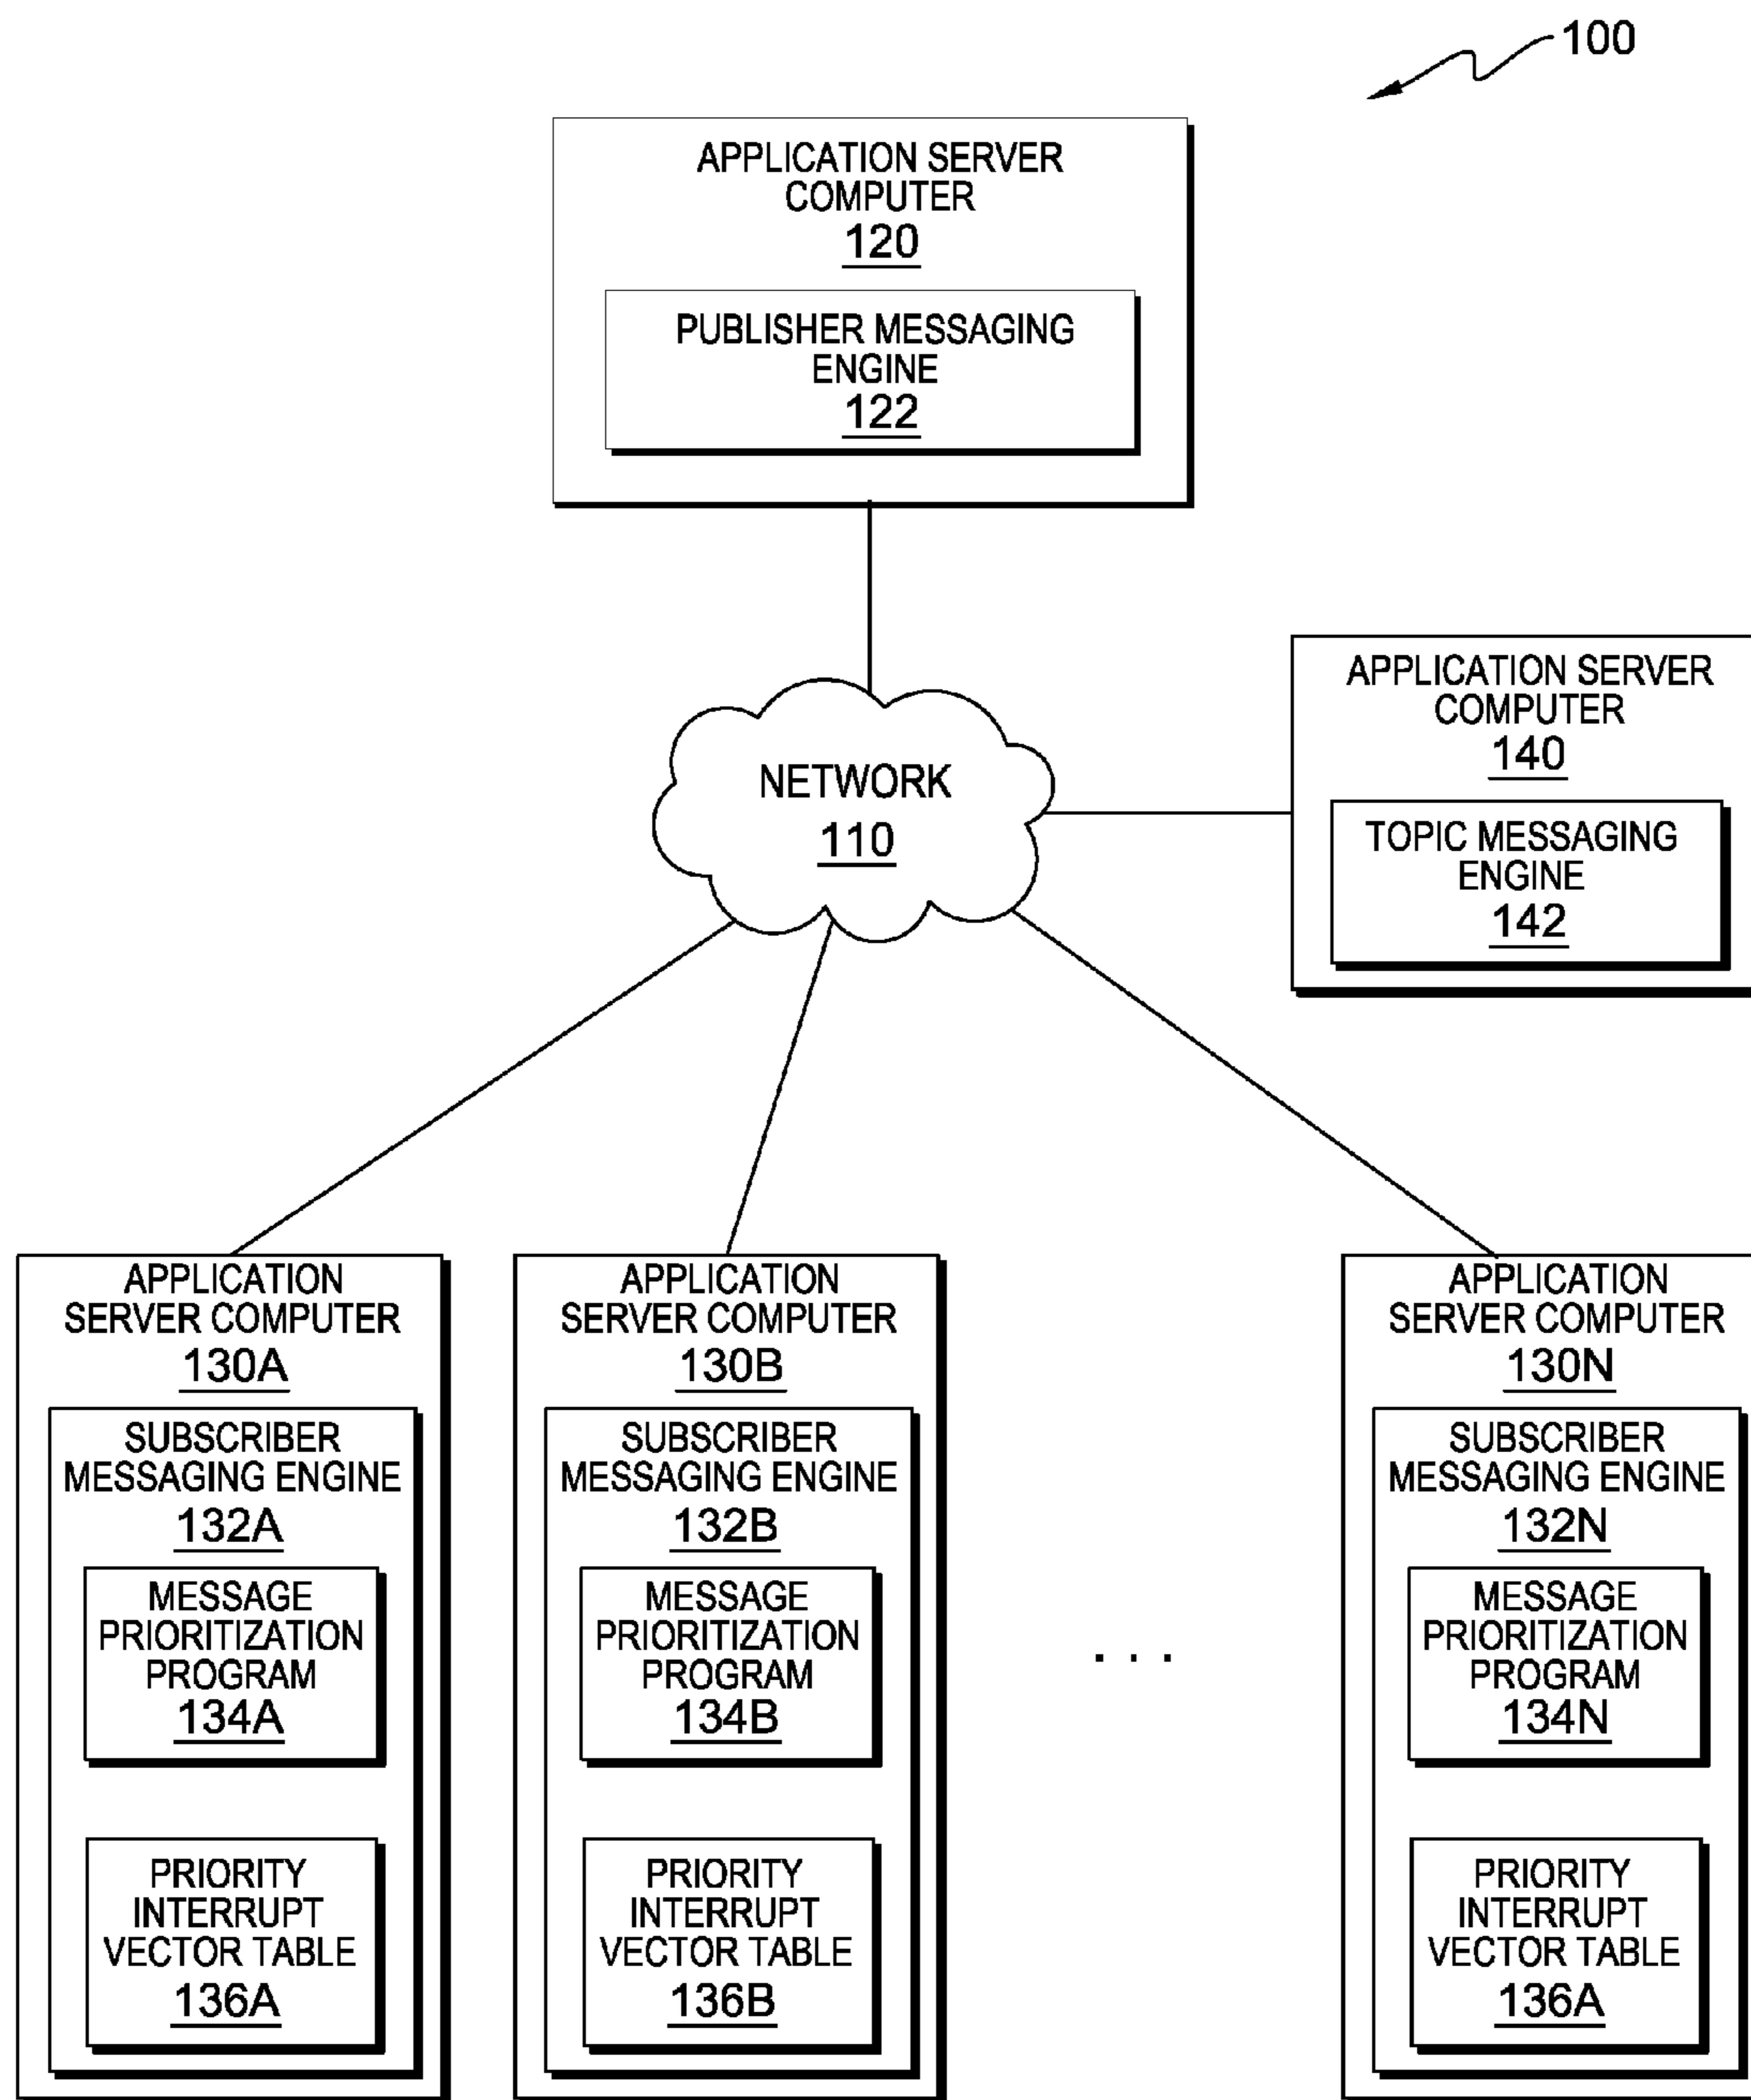 100
APPLICATION SERVER
COMPUTER
120
PUBLISHER MESSAGING
ENGINE
122
NETWORK
110
APPLICATION SERVER
COMPUTER
140
TOPIC MESSAGING
ENGINE
142
APPLICATION
SERVER COMPUTER
130A
SUBSCRIBER
MESSAGING ENGINE
132A
MESSAGE
PRIORITIZATION
PROGRAM
134A
PRIORITY
INTERRUPT
VECTOR TABLE
136A
APPLICATION
SERVER COMPUTER
130B
SUBSCRIBER
MESSAGING ENGINE
132B
MESSAGE
PRIORITIZATION
PROGRAM
134B
PRIORITY
INTERRUPT
VECTOR TABLE
136B
. . .
APPLICATION
SERVER COMPUTER
130N
SUBSCRIBER
MESSAGING ENGINE
132N
MESSAGE
PRIORITIZATION
PROGRAM
134N
PRIORITY
INTERRUPT
VECTOR TABLE
136A